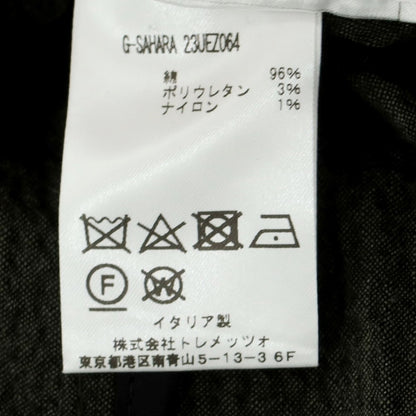 G-SAHARA 23UEZ064
綿 96%
ポリウレタン 3%
ナイロン 1%
F W
イタリア製
株式会社トレメッツォ
東京都港区南青山5-13-3 6F